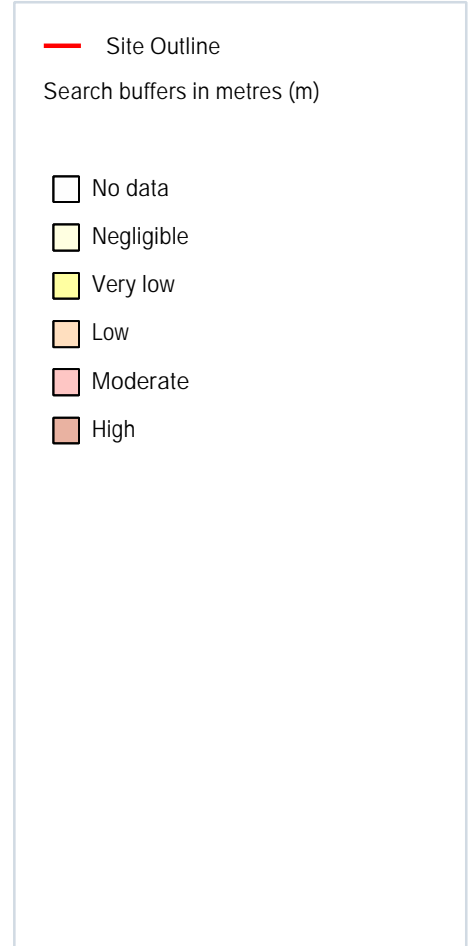 Site Outline
Search buffers in metres (m)
No data
Negligible
Very low
Low
Moderate
High